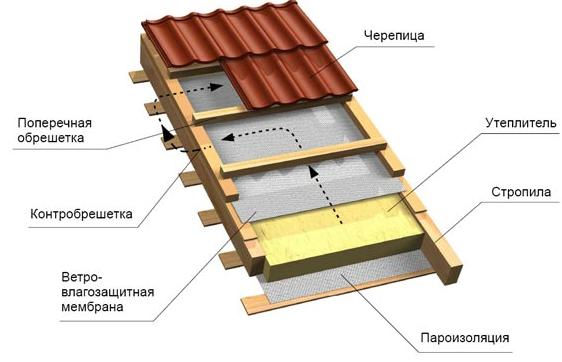 Черепица
Поперечная
обрешетка
Утеплитель
Стропила
Контробрешетка
Ветро-
влагозащитная
мембрана
Пароизоляция